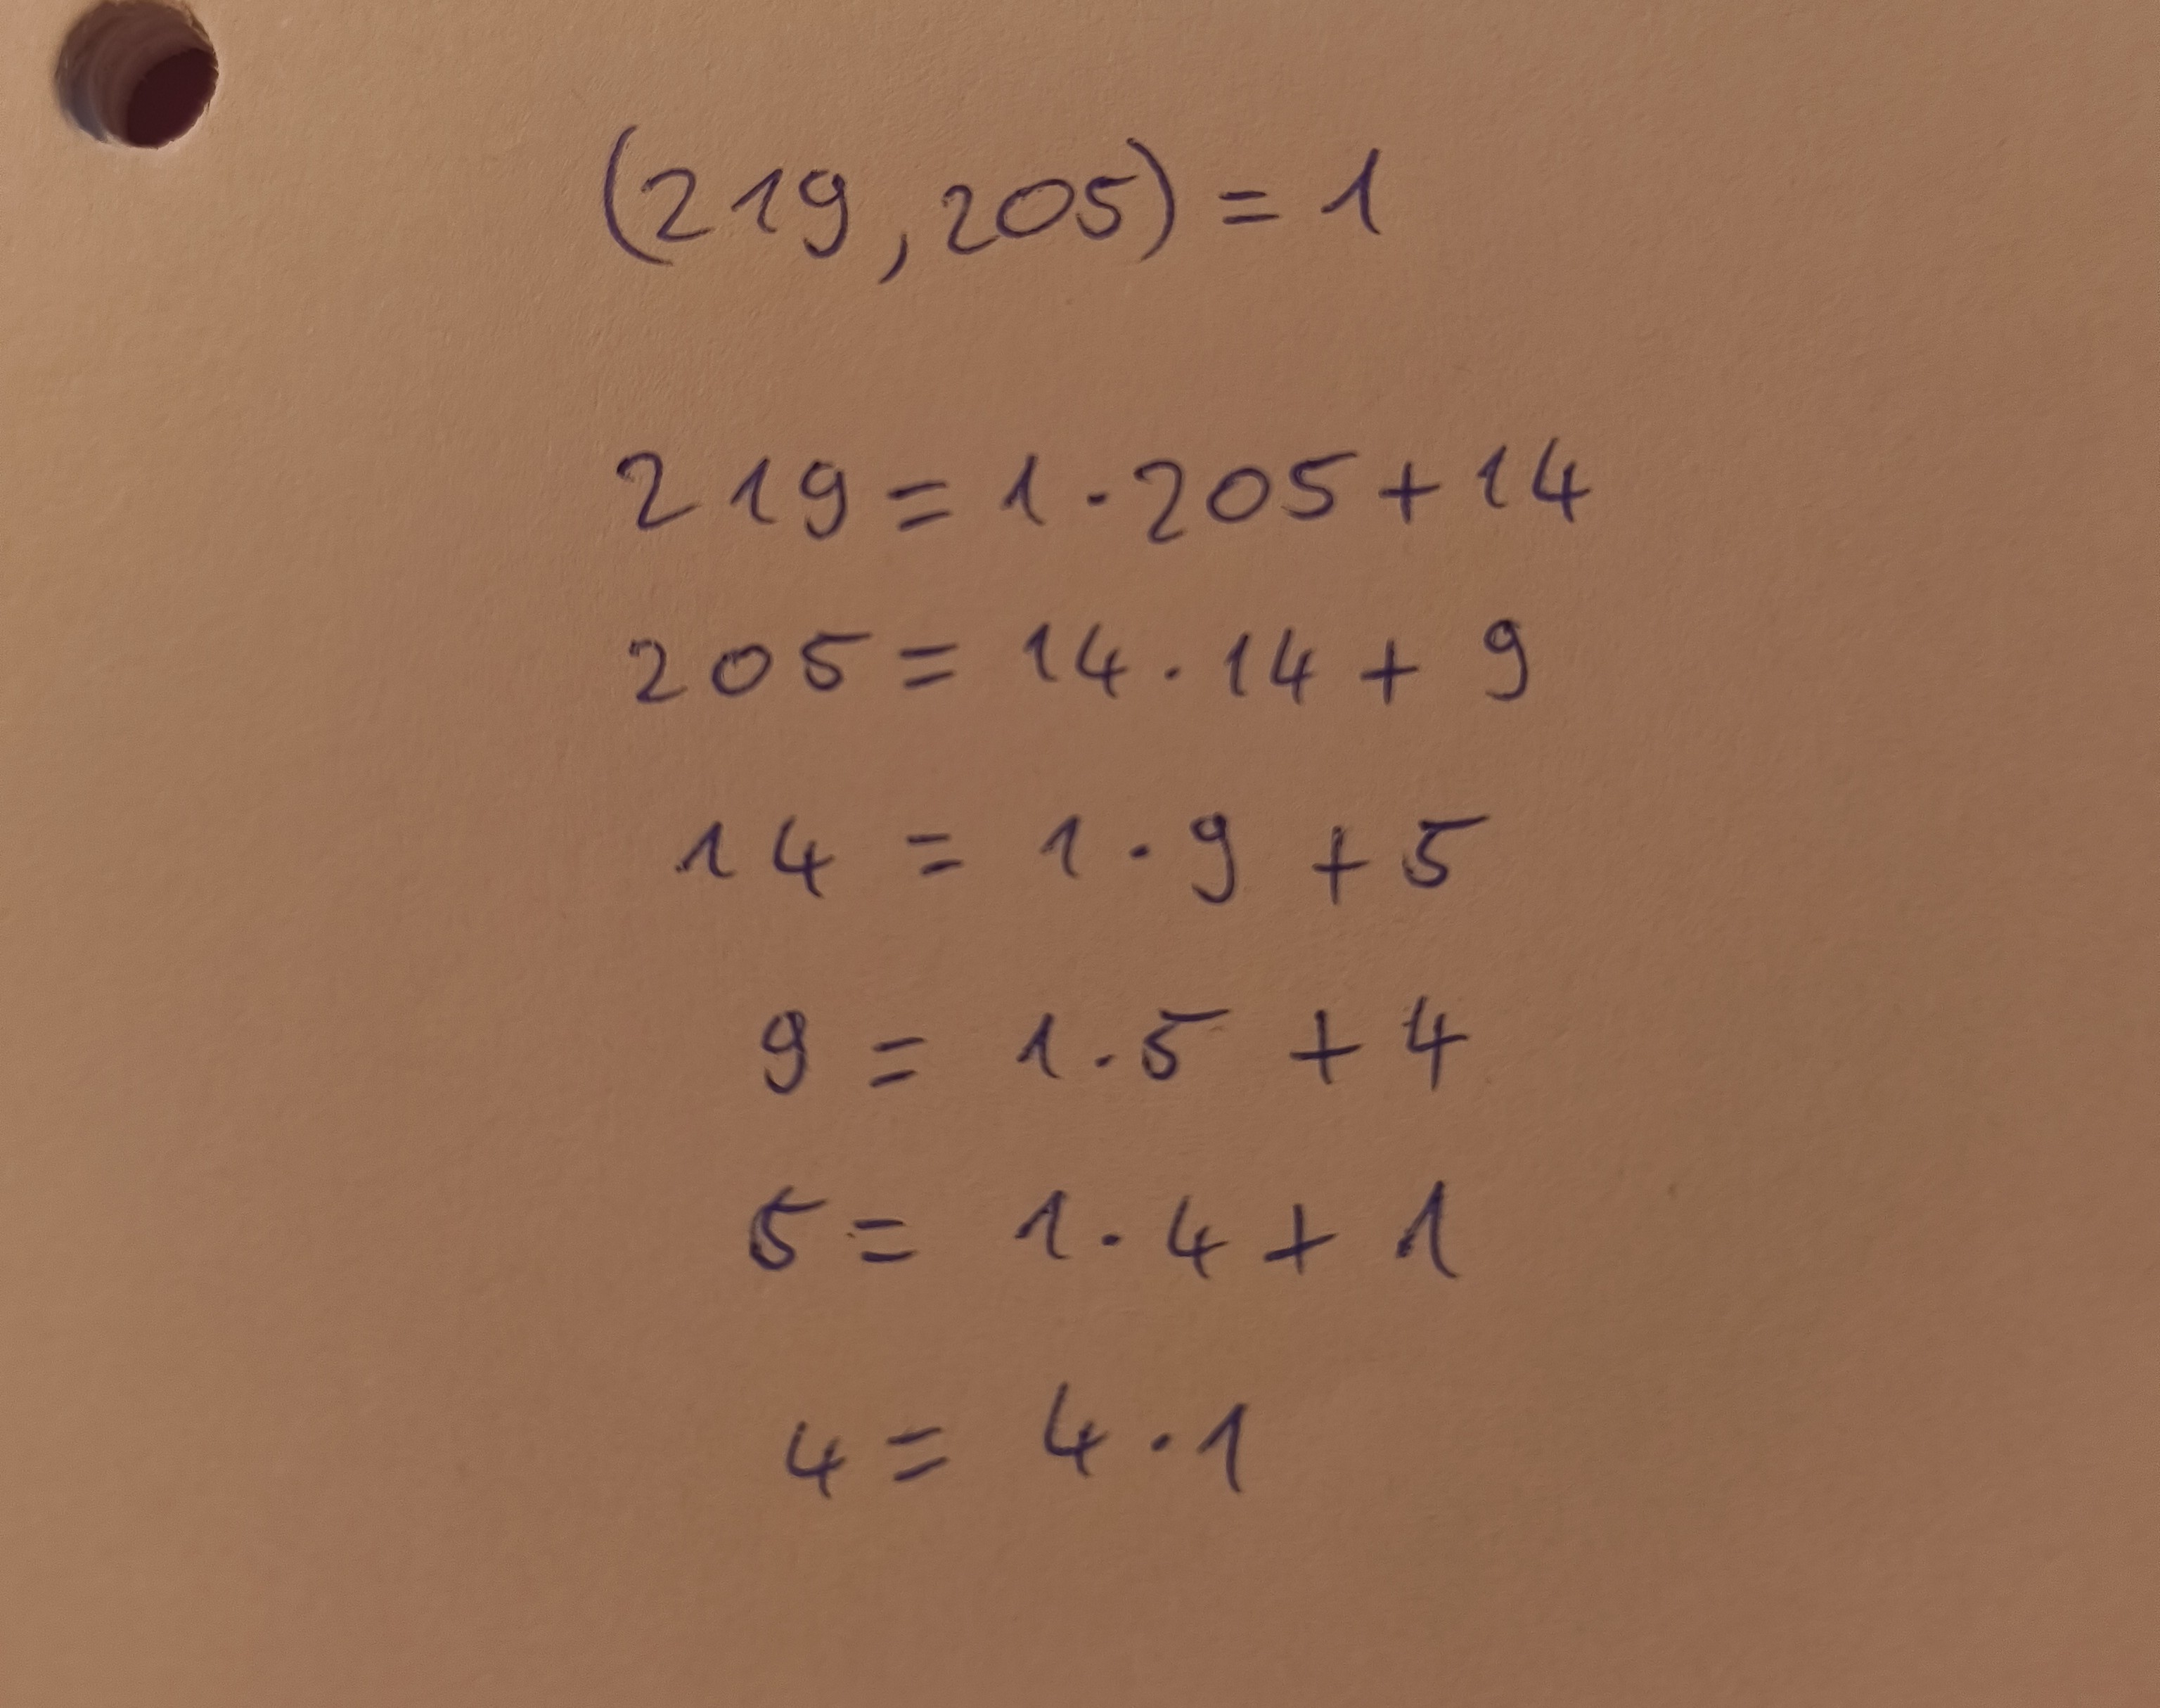 (219, 205) = 1
219 = 1 · 205 + 14
205 = 14 · 14 + 9
14 = 1 · 9 + 5
9 = 1 · 5 + 4
5 = 1 · 4 + 1
4 = 4 · 1